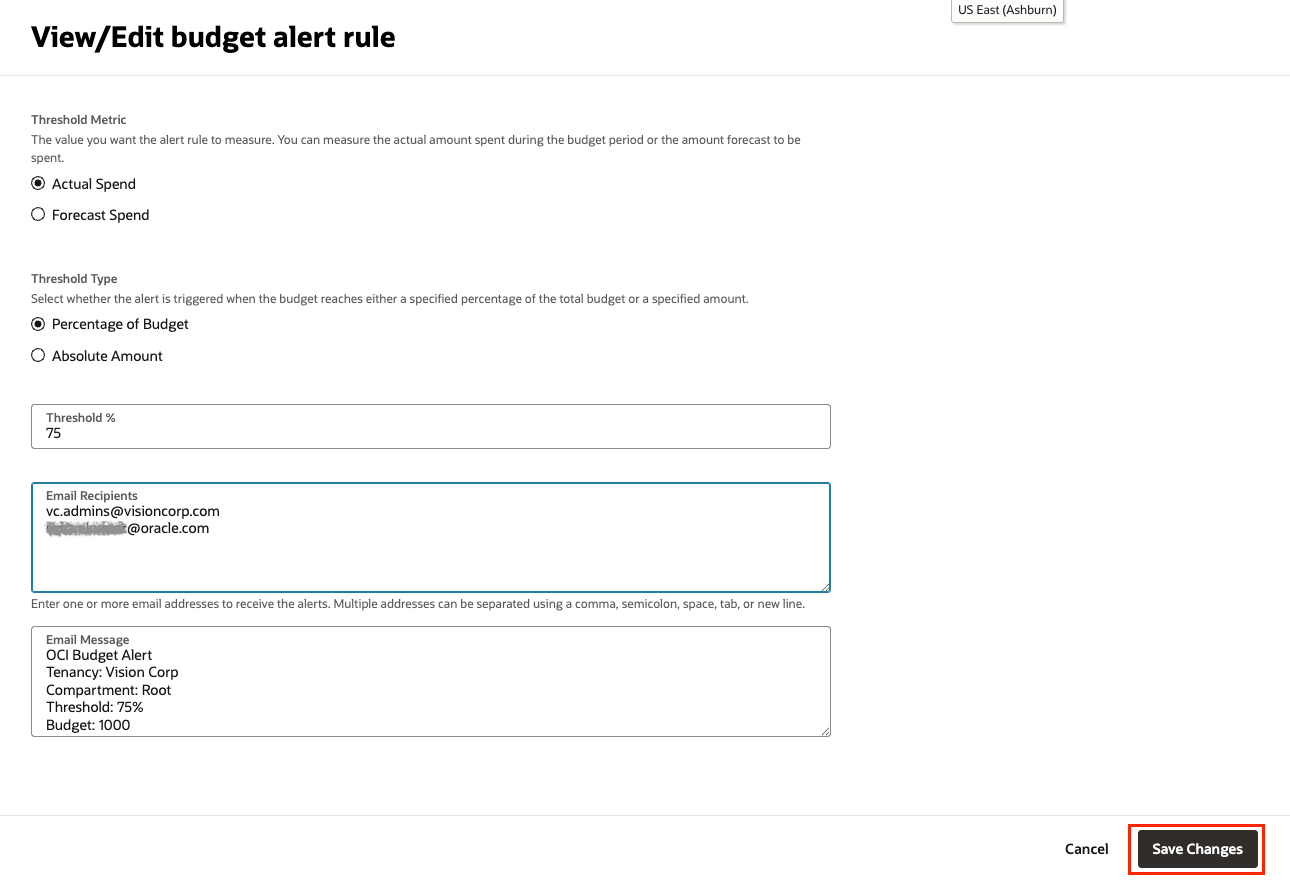 US East (Ashburn)
View/Edit budget alert rule
Threshold Metric
The value you want the alert rule to measure. You can measure the actual amount spent during the budget period or the amount forecast to be
spent.
Actual Spend
Forecast Spend
Threshold Type
Select whether the alert is triggered when the budget reaches either a specified percentage of the total budget or a specified amount.
Percentage of Budget
Absolute Amount
Threshold %
75
Email Recipients
vc.admins@visioncorp.com
@oracle.com
Enter one or more email addresses to receive the alerts. Multiple addresses can be separated using a comma, semicolon, space, tab, or new line.
Email Message
OCI Budget Alert
Tenancy: Vision Corp
Compartment: Root
Threshold: 75%
Budget: 1000
Cancel
Save Changes